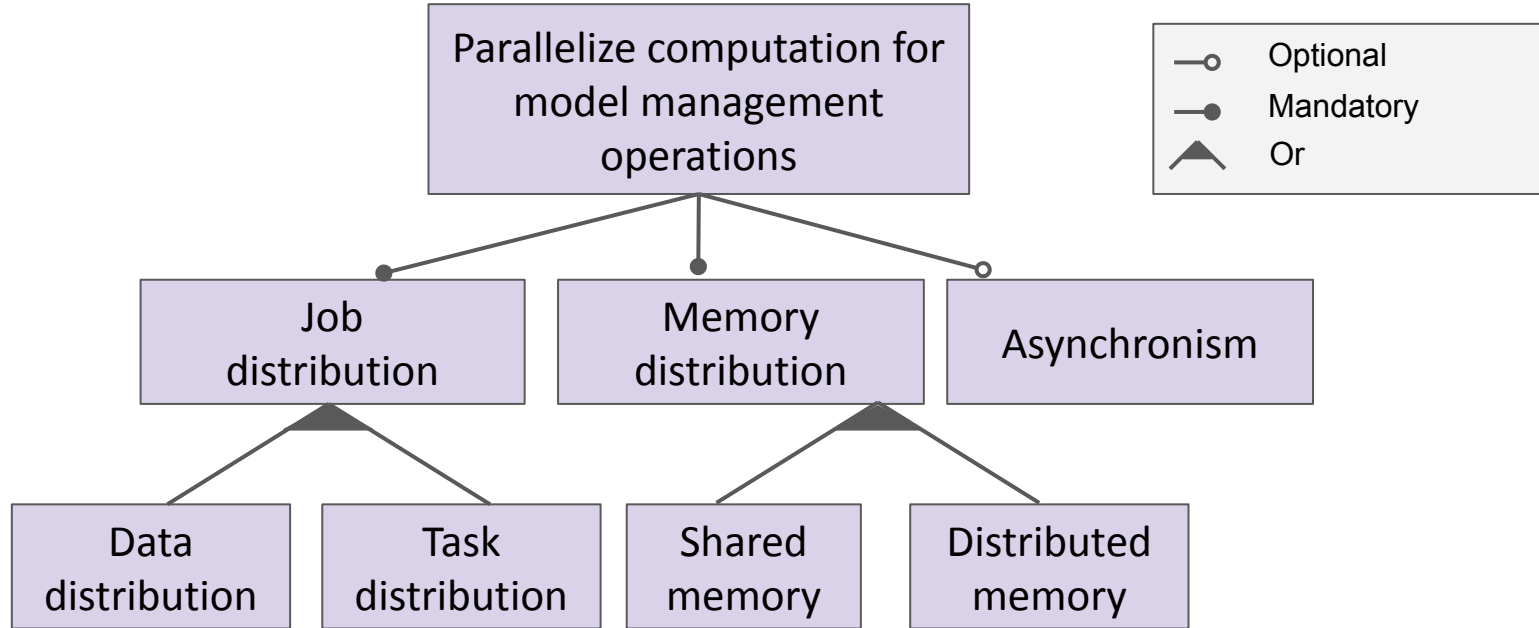 Parallelize computation for
model management
operations
Optional
Mandatory
Or
Job
distribution
Memory
distribution
Asynchronism
Data
distribution
Task
distribution
Shared
memory
Distributed
memory